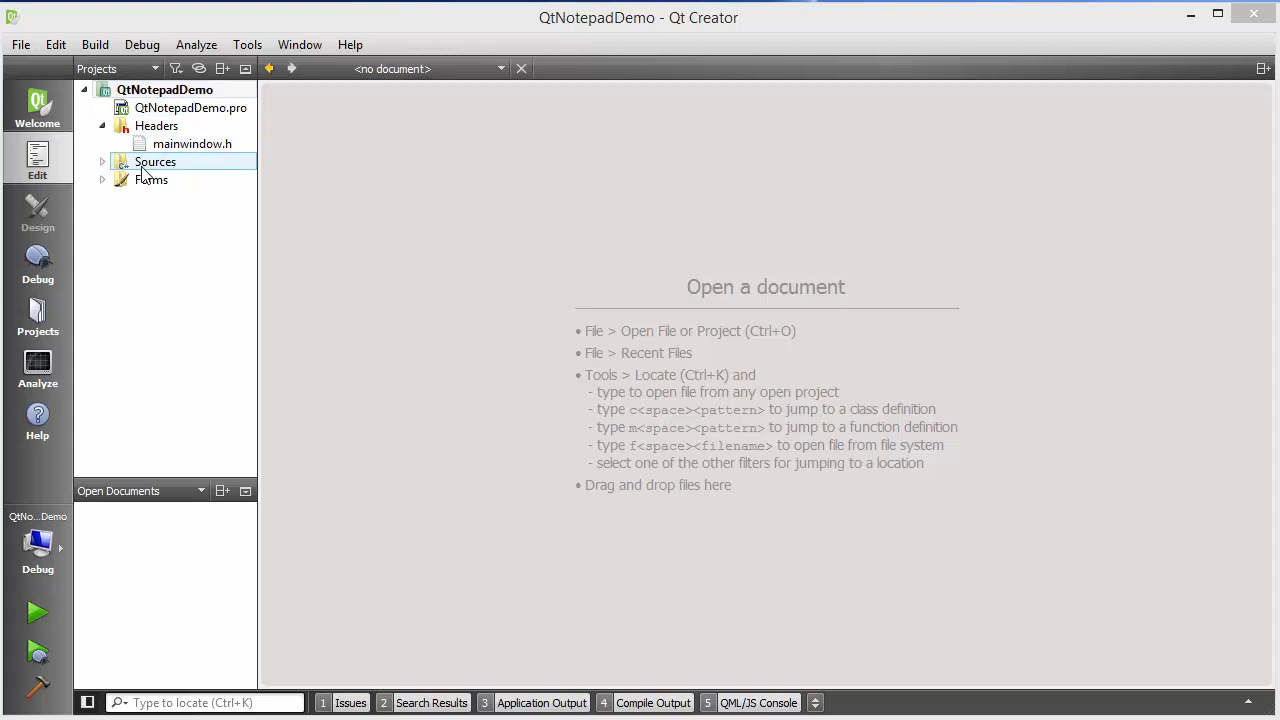 QtNotepadDemo - Qt Creator
File Edit Build Debug Analyze Tools Window Help
Projects <no document>
Qt
Welcome
Edit
Design
Debug
Projects
Analyze
Help
QtNotepadDemo
QtNotepadDemo.pro
Headers
mainwindow.h
Sources
Forms
Open a document
• File > Open File or Project (Ctrl+O)
• File > Recent Files
• Tools > Locate (Ctrl+K) and
- type to open file from any open project
- type c<space><pattern> to jump to a class definition
- type m<space><pattern> to jump to a function definition
- type f<space><filename> to open file from file system
- select one of the other filters for jumping to a location
• Drag and drop files here
Open Documents
QtNo...Demo
Debug
Type to locate (Ctrl+K) 1 Issues 2 Search Results 3 Application Output 4 Compile Output 5 QML/JS Console